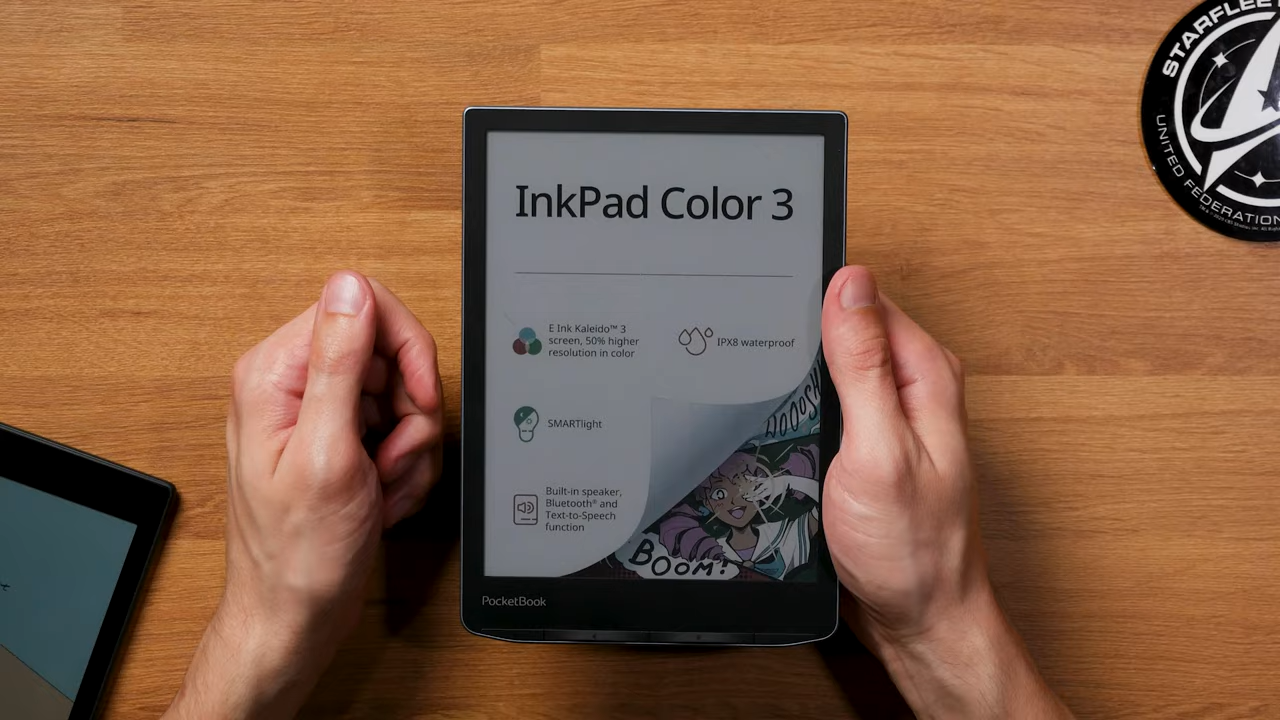 InkPad Color 3
E Ink Kaleido™ 3
screen, 50% higher
resolution in color
IPX8 waterproof
SMARTlight
Built-in speaker,
Bluetooth® and
Text-to-Speech
function
BOOM!
PocketBook
STARFLEET
UNITED FEDERATION